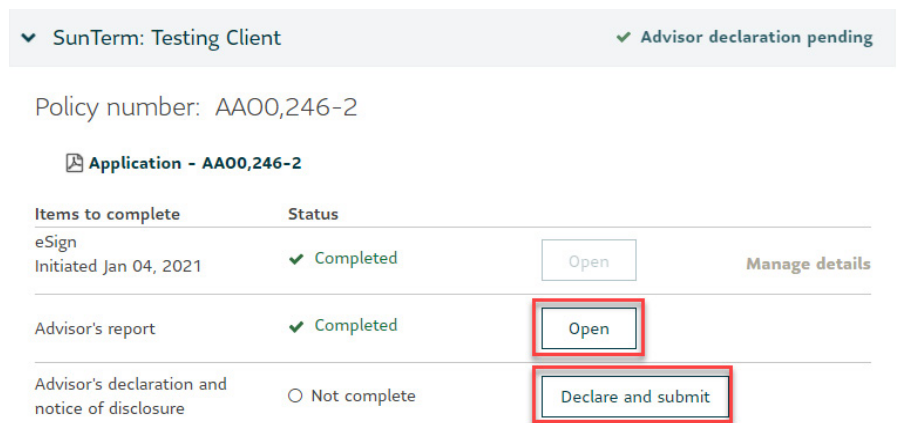 SunTerm: Testing Client Advisor declaration pending
Policy number: AAO0,246-2
Application - AAO0,246-2
Items to complete Status
eSign
Initiated Jan 04, 2021 Completed Open Manage details
Advisor's report Completed Open
Advisor's declaration and
notice of disclosure Not complete Declare and submit